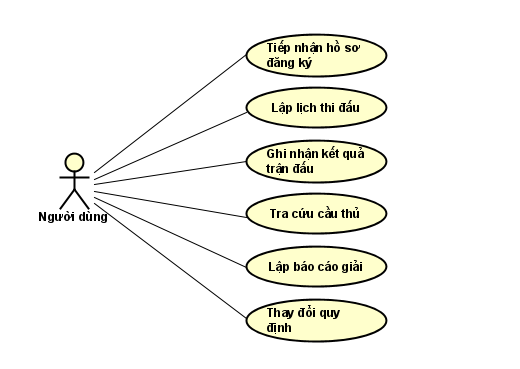 Tiếp nhận hồ sơ
đăng ký
Lập lịch thi đấu
Ghi nhận kết quả
trận đấu
Người dùng
Tra cứu cầu thủ
Lập báo cáo giải
Thay đổi quy
định